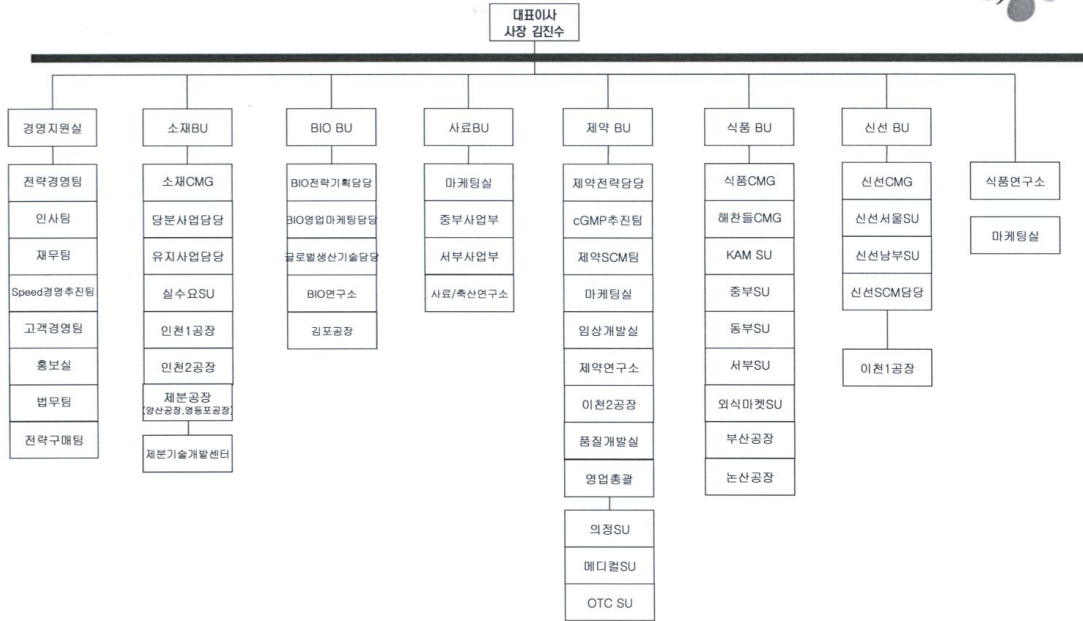 대표이사
사장 김진수
경영지원실
전략경영팀
인사팀
재무팀
Speed경영추진팀
고객경영팀
홍보실
법무팀
전략구매팀
소재BU
소재CMG
당분사업담당
유지사업담당
실수요SU
인천1공장
인천2공장
제분공장
(양산공장,영등포공장)
제분기술개발센터
BIO BU
BIO전략기획담당
BIO영업마케팅담당
글로벌생산기술담당
BIO연구소
김포공장
사료BU
마케팅실
중부사업부
서부사업부
사료/축산연구소
제약 BU
제약전략담당
cGMP추진팀
제약SCM팀
마케팅실
임상개발실
제약연구소
이천2공장
품질개발실
영업총괄
의정SU
메디컬SU
OTC SU
식품 BU
식품CMG
해찬들CMG
KAM SU
중부SU
동부SU
서부SU
외식마켓SU
부산공장
논산공장
신선 BU
신선CMG
신선서울SU
신선남부SU
신선SCM담당
이천1공장
식품연구소
마케팅실